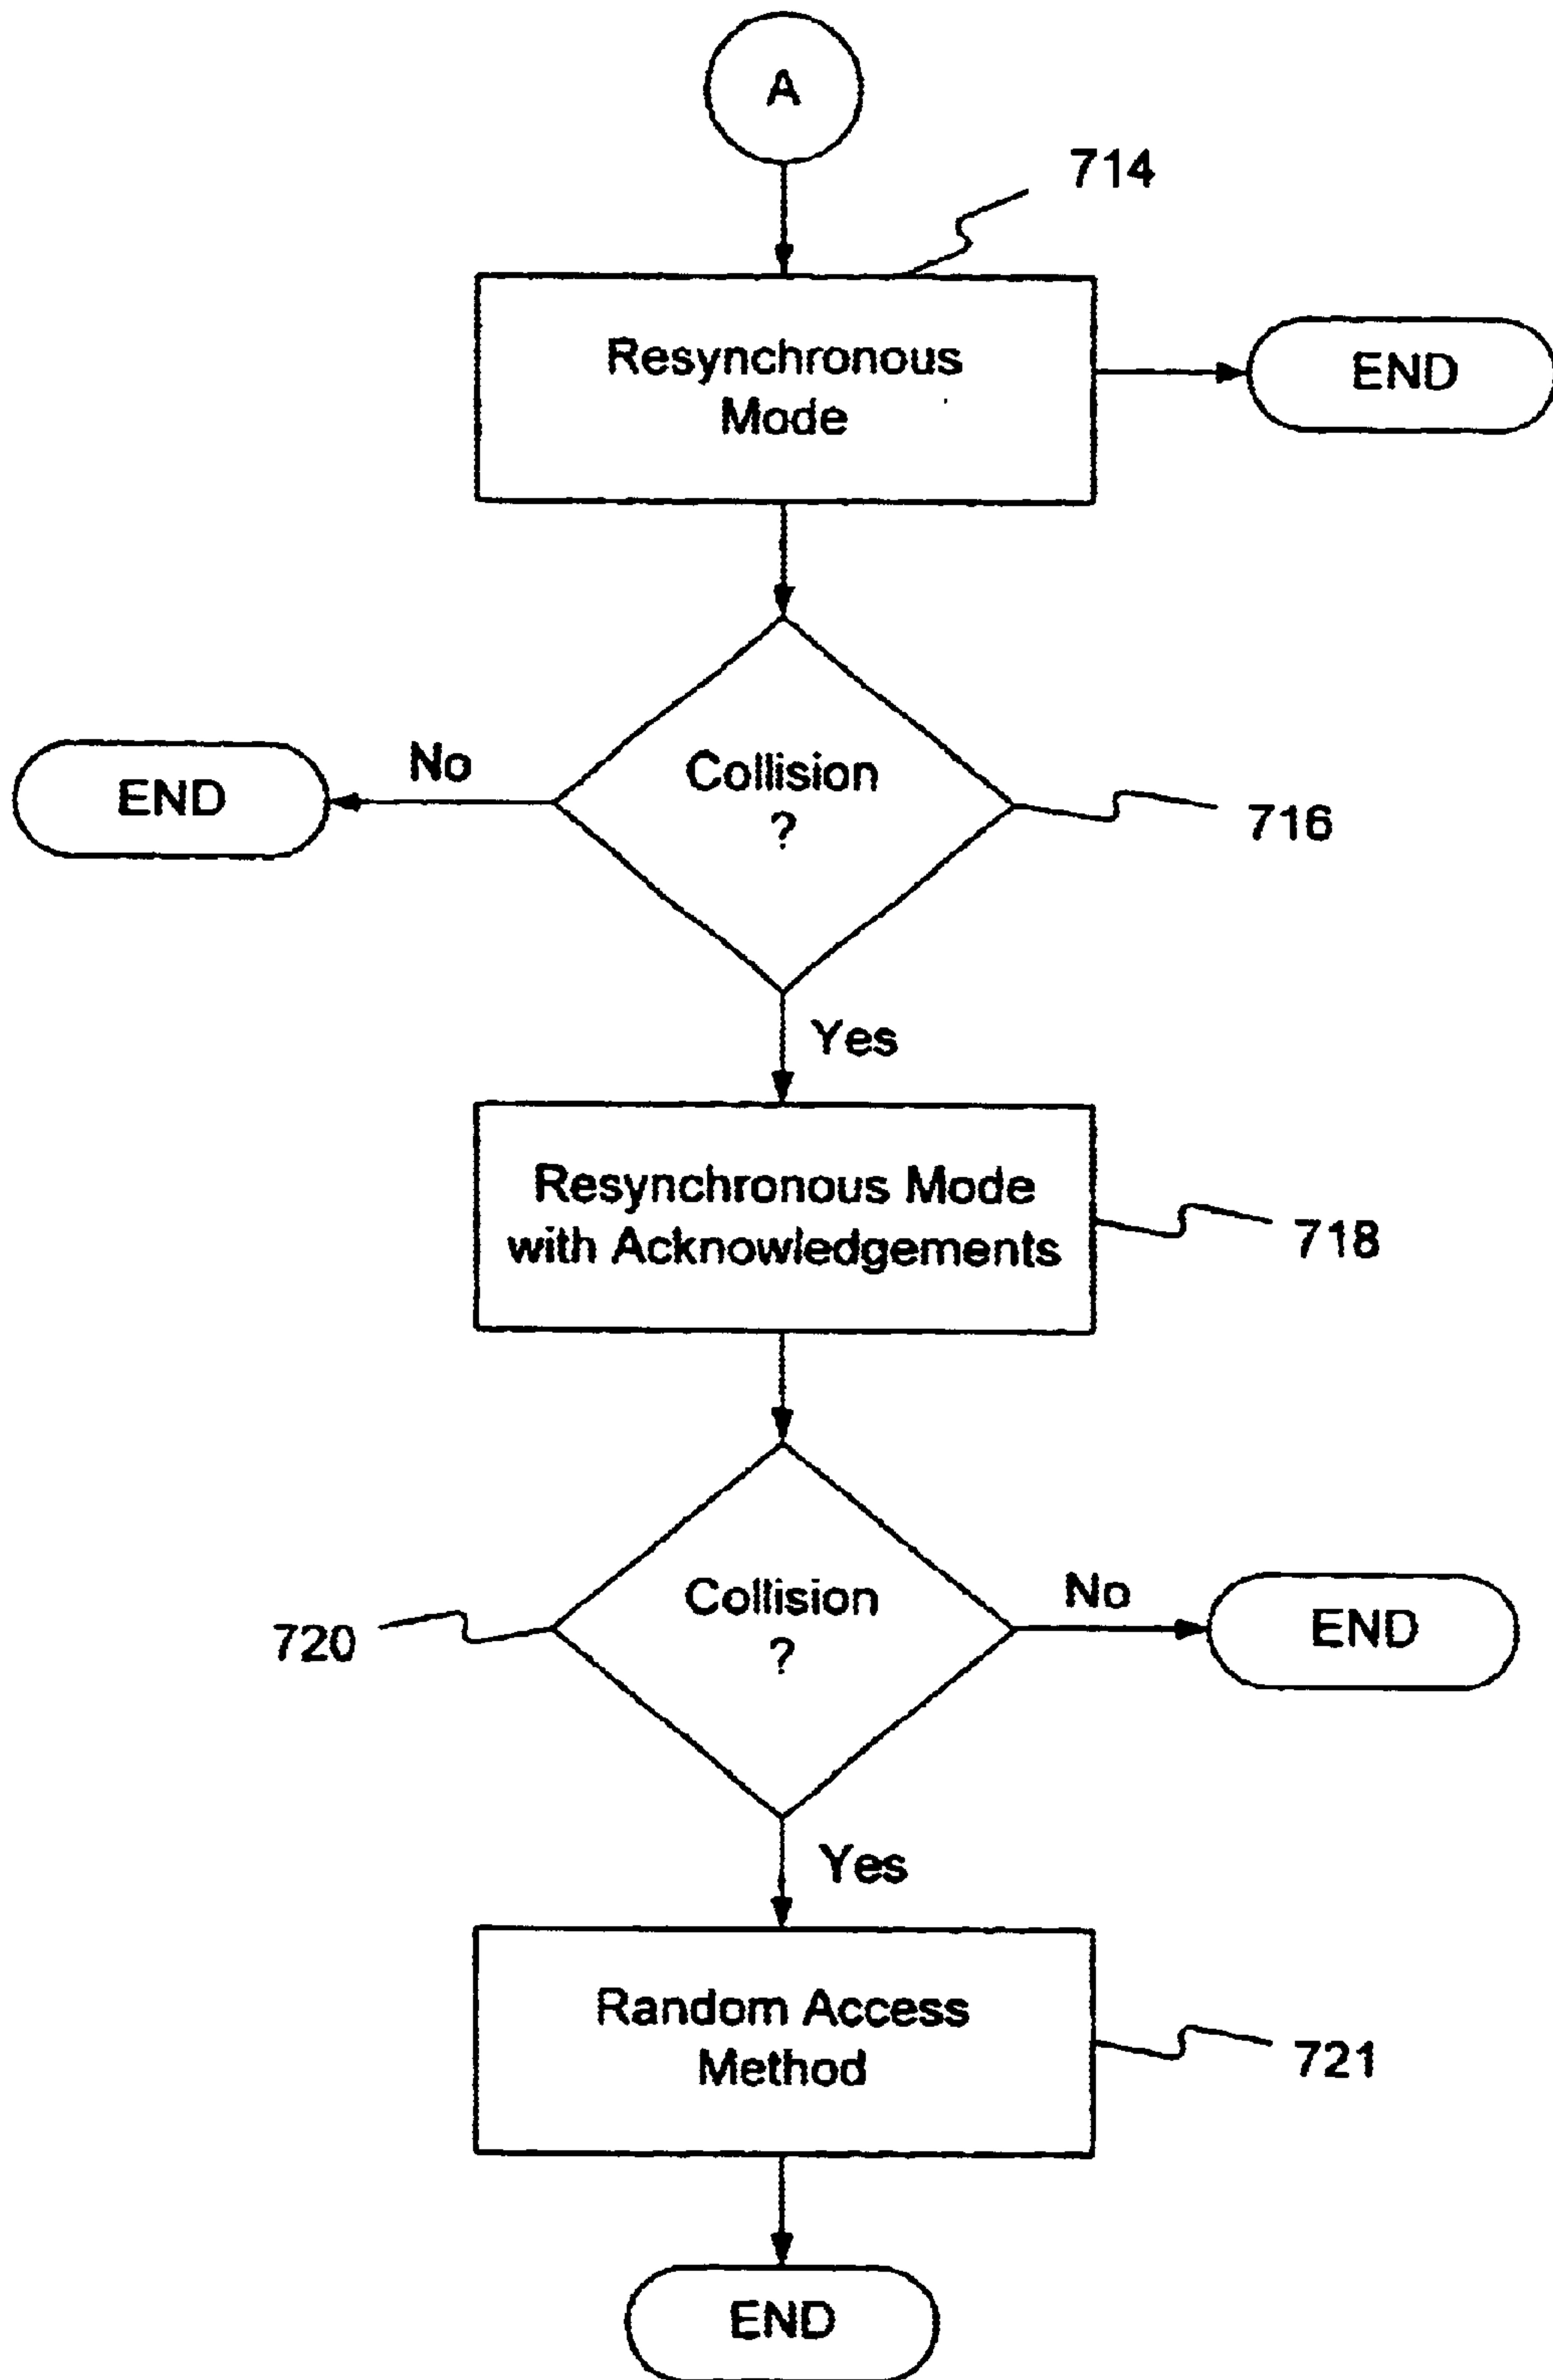 A
714
Resynchronous
Mode
END
No
Collision
?
END
716
Yes
Resynchronous Mode
with Acknowledgements
718
Collision
?
No
END
720
Yes
Random Access
Method
721
END